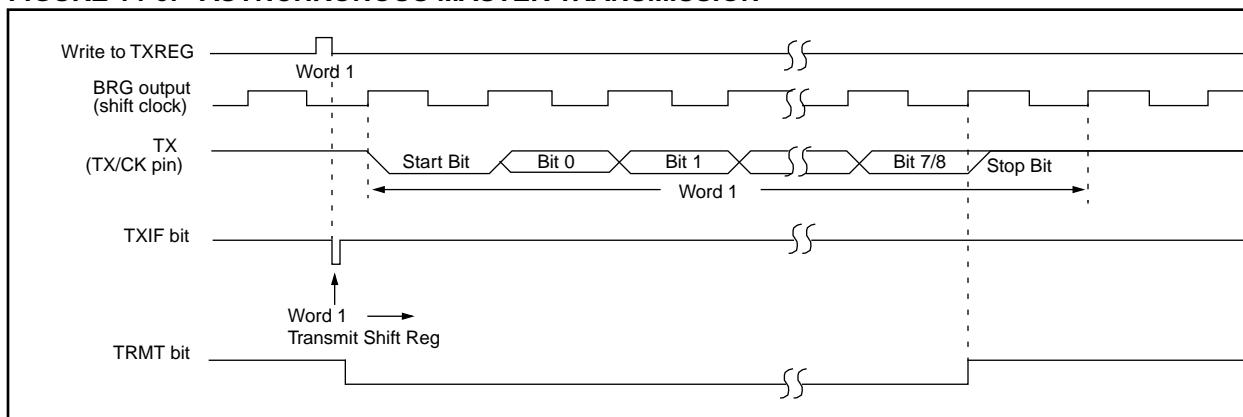 Write to TXREG
Word 1
BRG output
(shift clock)
TX
(TX/CK pin)
Start Bit
Bit 0
Bit 1
Bit 7/8
Stop Bit
Word 1
TXIF bit
Word 1
Transmit Shift Reg
TRMT bit